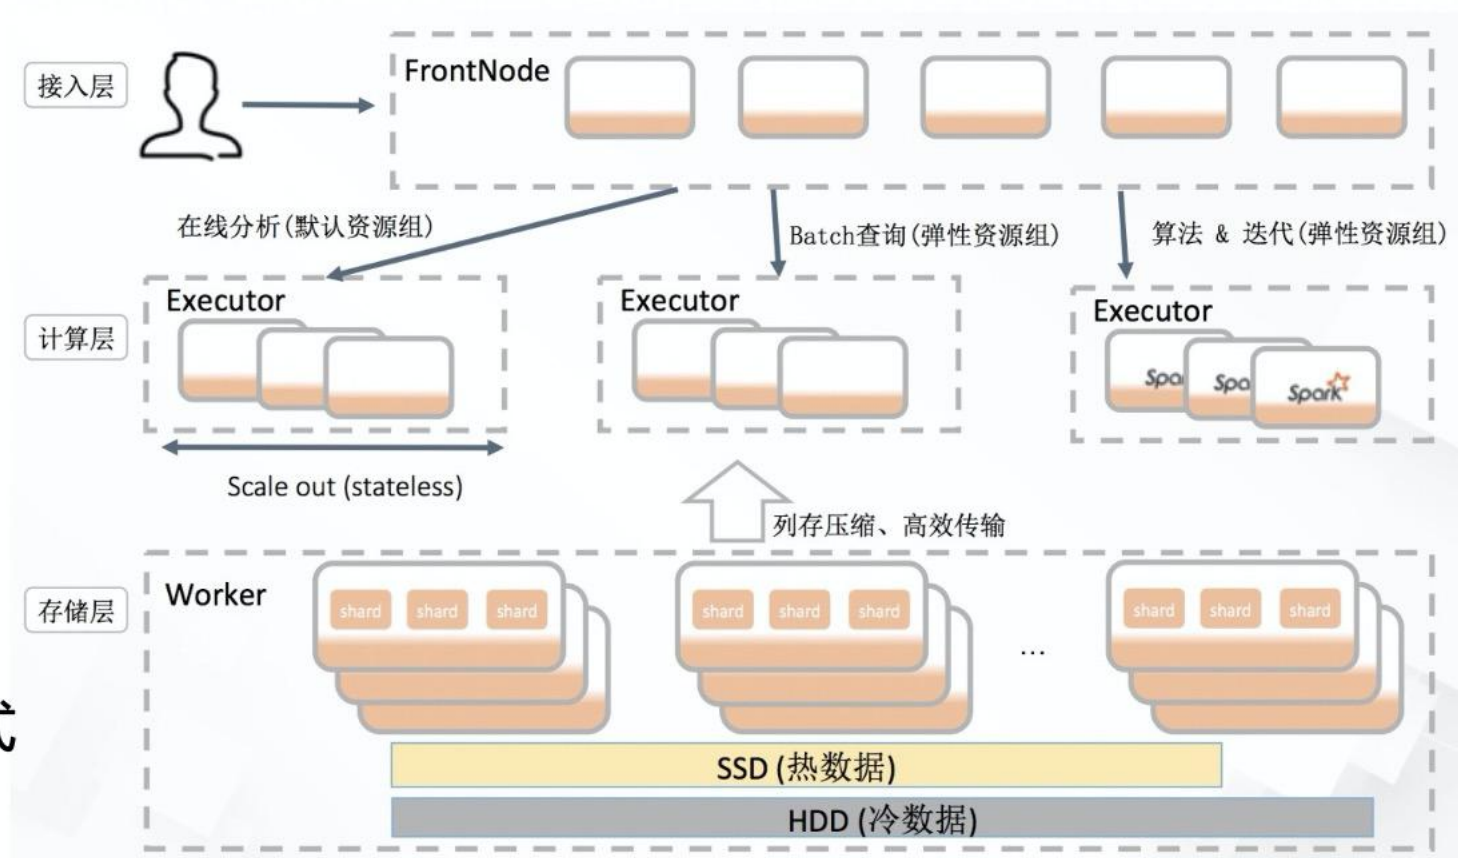 接入层
FrontNode
在线分析(默认资源组)
Batch查询(弹性资源组)
算法 & 迭代(弹性资源组)
计算层
Executor
Executor
Executor
Spa
Spa
Spark
Scale out (stateless)
列存压缩、高效传输
存储层
Worker
shard shard shard
shard shard shard
shard shard shard
...
SSD (热数据)
HDD (冷数据)